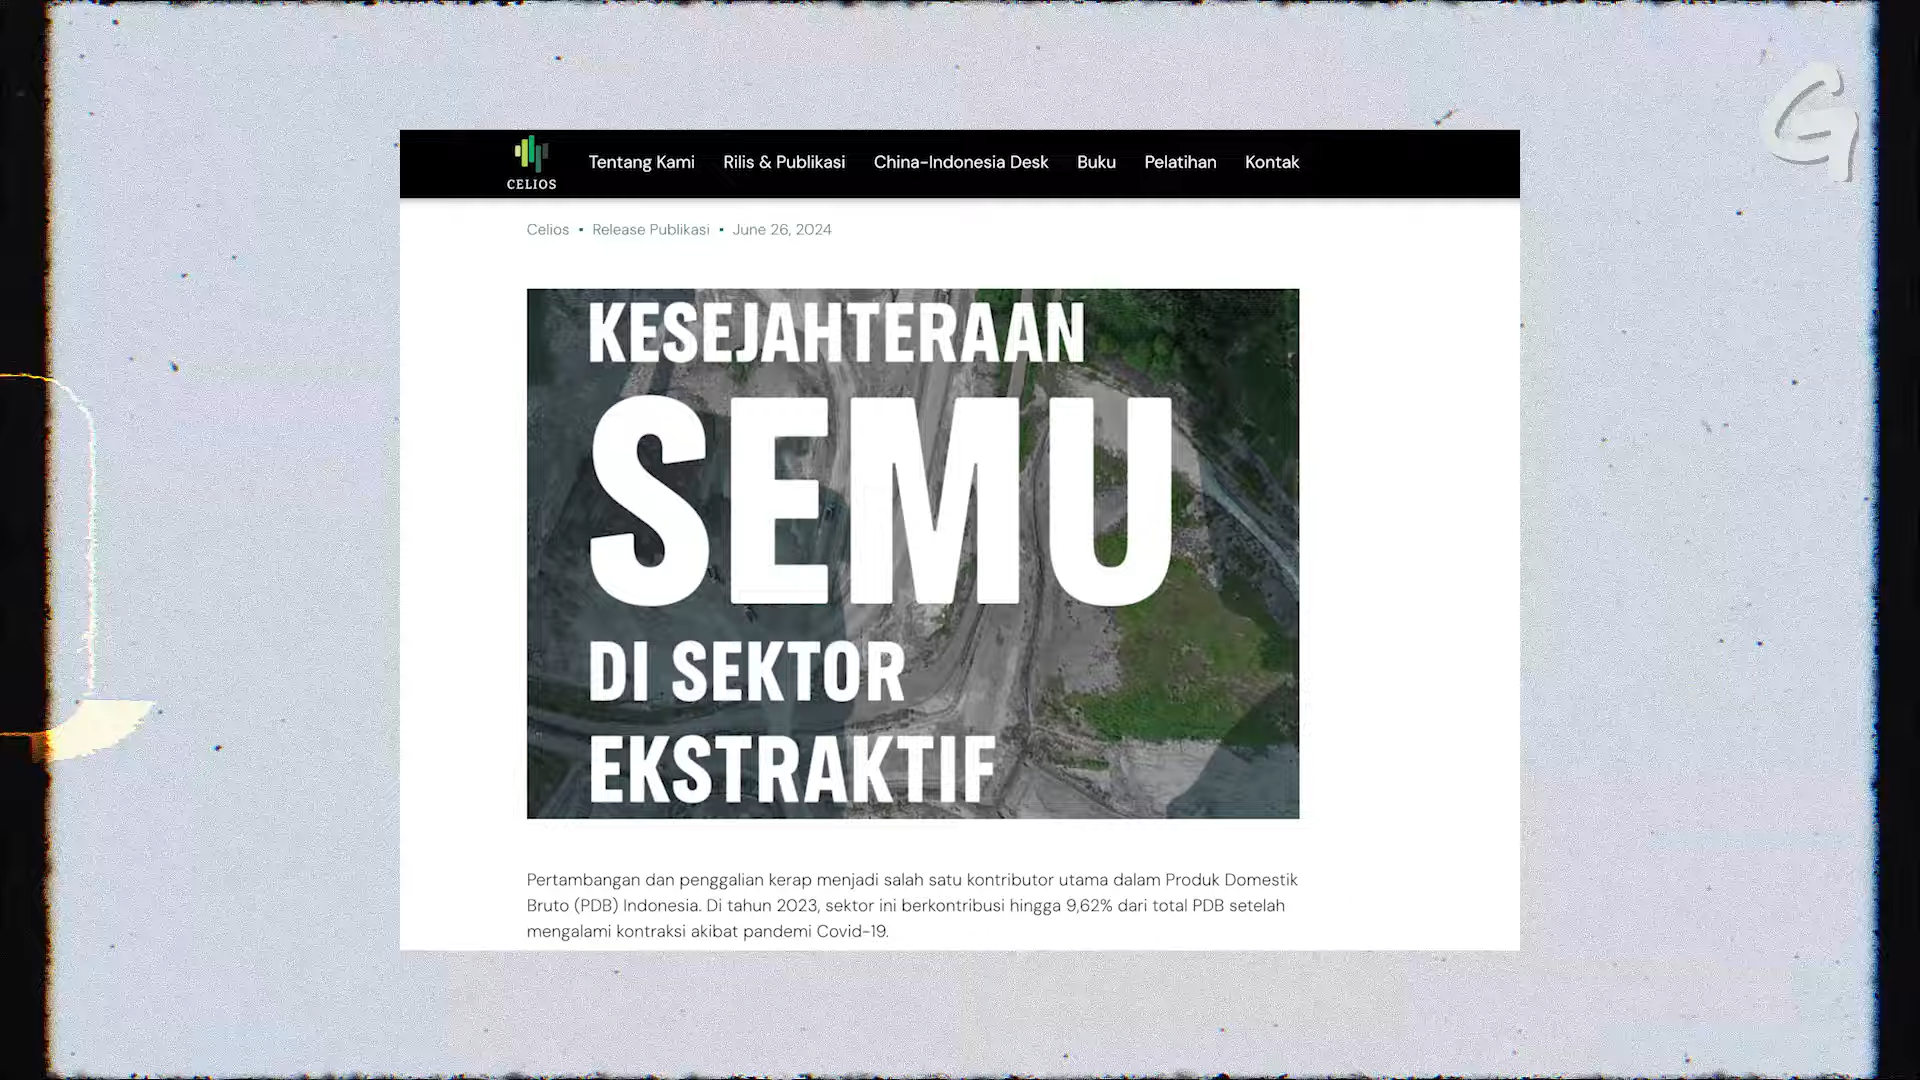 G
CELIOS
Tentang Kami Rilis & Publikasi China-Indonesia Desk Buku Pelatihan Kontak
Celios • Release Publikasi • June 26, 2024
KESEJAHTERAAN
SEMU
DI SEKTOR
EKSTRAKTIF
Pertambangan dan penggalian kerap menjadi salah satu kontributor utama dalam Produk Domestik
Bruto (PDB) Indonesia. Di tahun 2023, sektor ini berkontribusi hingga 9,62% dari total PDB setelah
mengalami kontraksi akibat pandemi Covid-19.